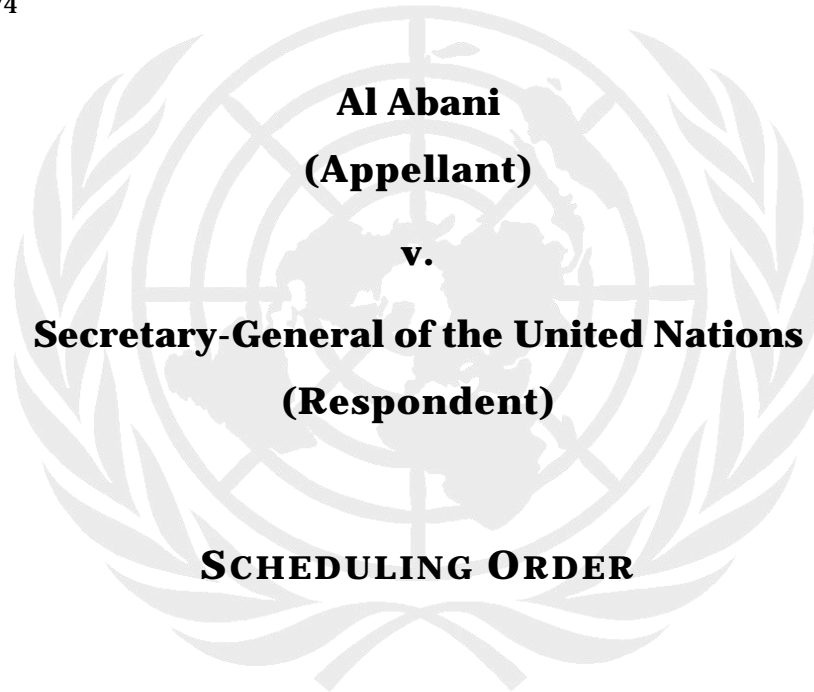 Al Abani
(Appellant)
v.
Secretary-General of the United Nations
(Respondent)
SCHEDULING ORDER